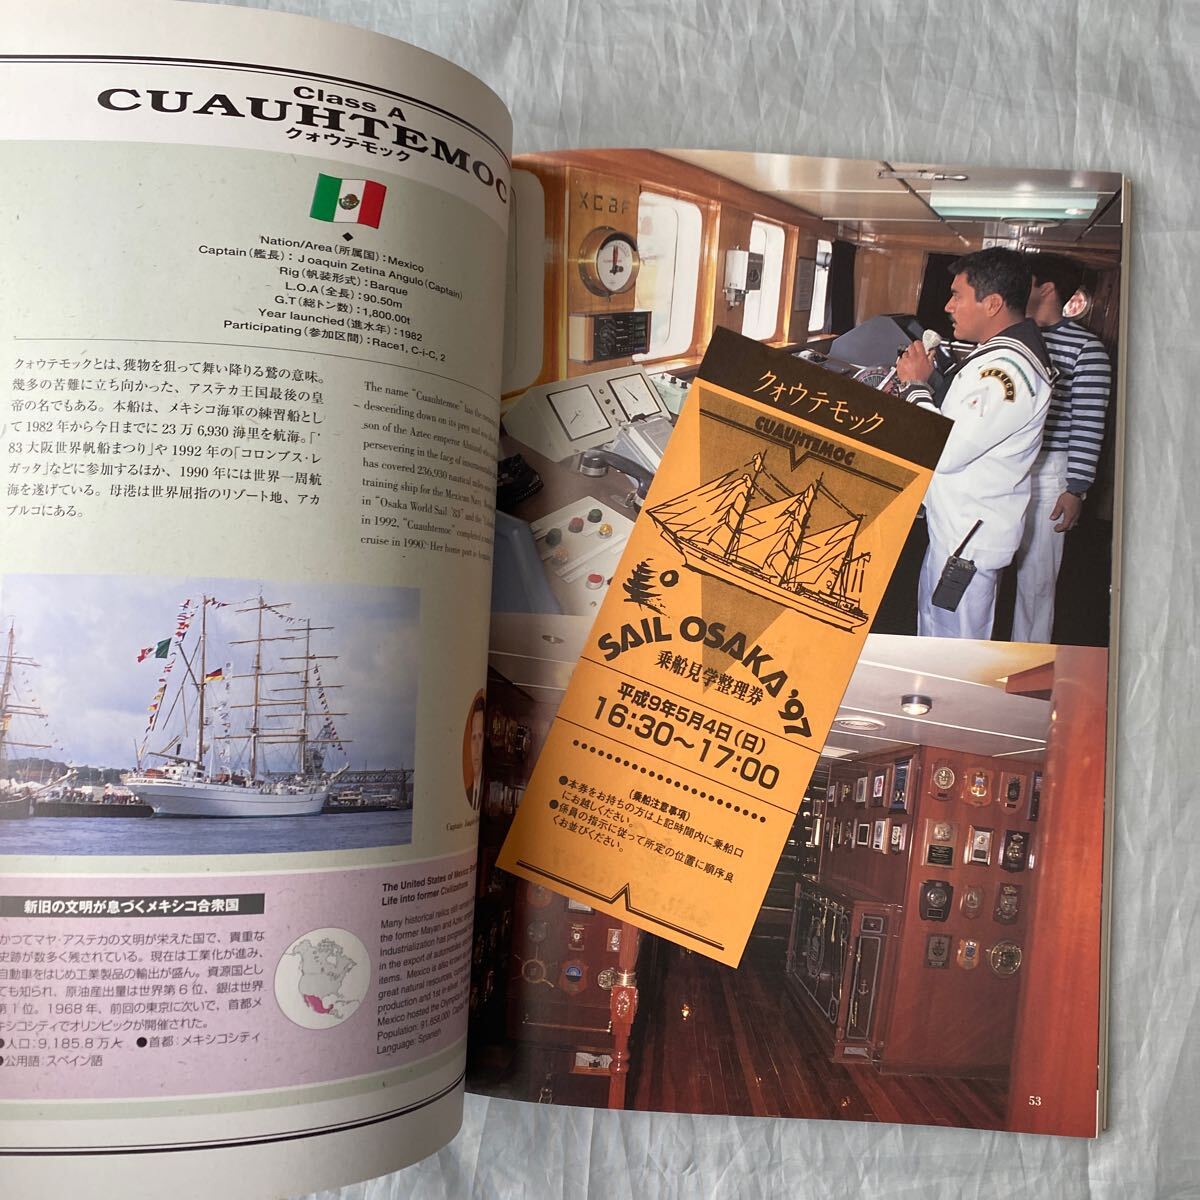 Class A
CUAUHTEMOC
クォウテモック
Nation/Area(所属国):Mexico
Captain(艦長):Joaquin Zetina Angulo(Captain)
Rig(帆装形式):Barque
L.O.A(全長):90.50m
G.T(総トン数):1,800.00t
Year launched(進水年):1982
Participating(参加区間):Race1, C-i-C, 2
クォウテモックとは、獲物を狙って舞い降りる鷲の意味。
幾多の苦難に立ち向かった、アステカ王国最後の皇
帝の名でもある。本船は、メキシコ海軍の練習船とし
て1982年から今日までに23万6,930海里を航海。「'
83大阪世界帆船まつり」や1992年の「コロンブス・レ
ガッタ」などに参加するほか、1990年には世界一周航
海を遂げている。母港は世界屈指のリゾート地、アカ
プルコにある。
The name "Cuauhtemoc" has the
descending down on its prey and
son of the Aztec emperor
persevering in the face of
has covered 236,930 nautical miles
training ship for the Mexican Navy.
in "Osaka World Sail '83" and the
in 1992, "Cuauhtemoc" completed a
cruise in 1990. Her home port is
Captain
新旧の文明が息づくメキシコ合衆国
かつてマヤ・アステカの文明が栄えた国で、貴重な
史跡が数多く残されている。現在は工業化が進み、
自動車をはじめ工業製品の輸出が盛ん。資源国とし
ても知られ、原油産出量は世界第6位、銀は世界
第1位。1968年、前回の東京に次いで、首都メ
キシコシティでオリンピックが開催された。
●人口:9,185.8万人 ●首都:メキシコシティ
●公用語:スペイン語
The United States of Mexico
Life into former Civilizations
Many historical relics still remain
the former Mayan and Aztec
industrialization has
in the export of automobiles
items. Mexico is also known
great natural resources,
production and 1st in silver.
Mexico hosted the Olympics
Population: 91,858,000
Language: Spanish
XCBF
MEXICO
クォウテモック
CUAUHTEMOC
SAIL OSAKA '97
乗船見学整理券
平成9年5月4日(日)
16:30〜17:00
(乗船注意事項)
●本券をお持ちの方は上記時間内に乗船口
にお越しください。
●係員の指示に従って所定の位置に順序良
くお並びください。
53